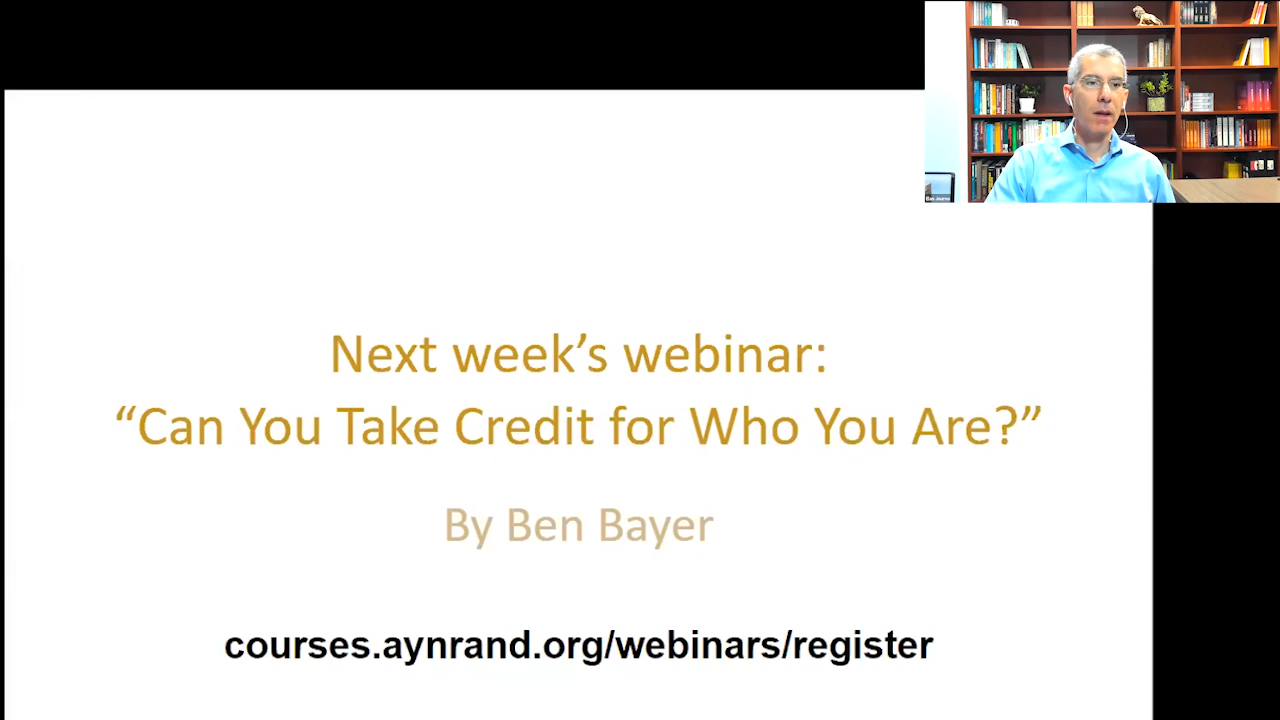 Next week’s webinar:
“Can You Take Credit for Who You Are?”
By Ben Bayer
courses.aynrand.org/webinars/register